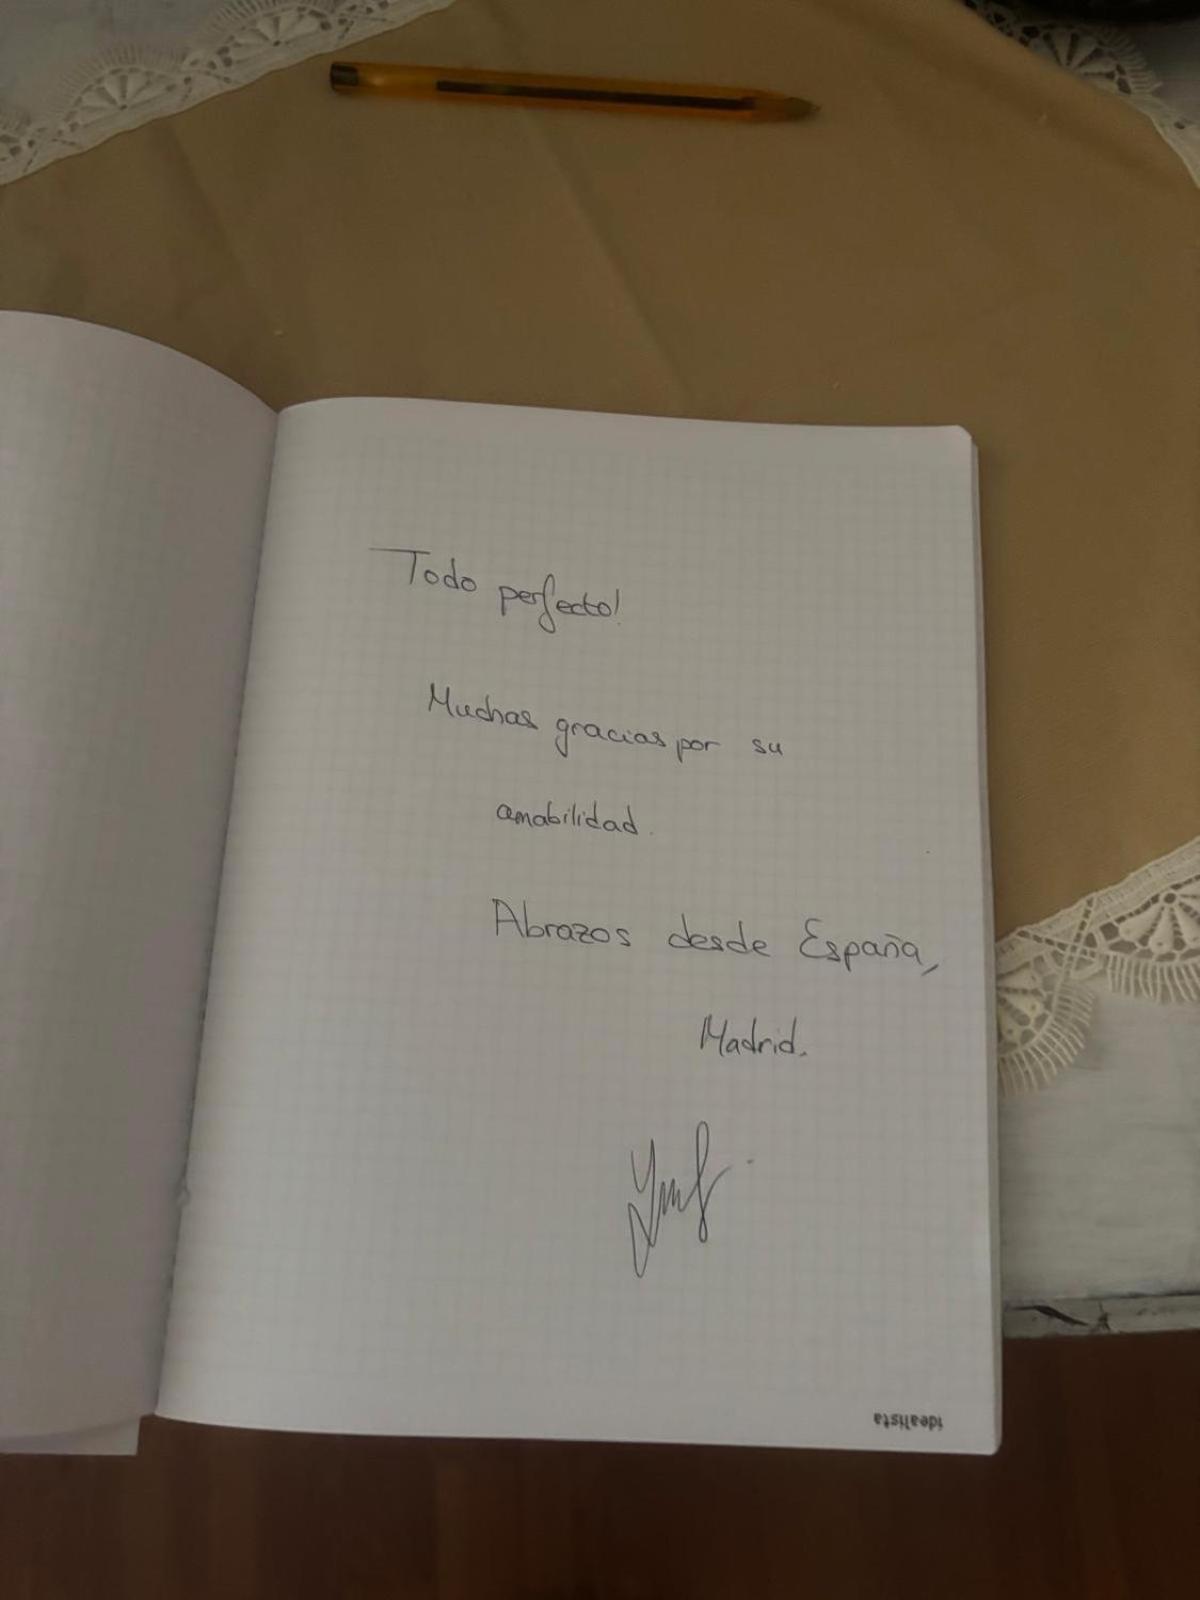 Todo perfecto!
Muchas gracias por su
amabilidad.
Abrazos desde España,
Madrid.
idealista